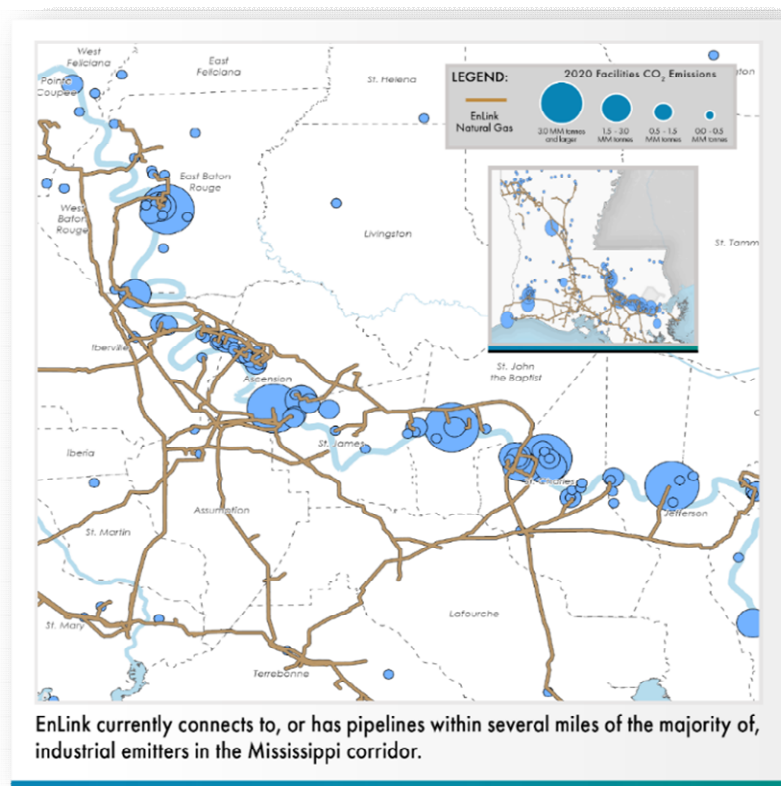 West
Feliciana
East
Feliciana
St. Helena
Pointe
Coupee
LEGEND:
2020 Facilities CO₂ Emissions
EnLink
Natural Gas
3.0 MM tonnes
and larger
1.5 - 3.0
MM tonnes
0.5 - 1.5
MM tonnes
0.0 - 0.5
MM tonnes
East Baton
Rouge
West
Baton
Rouge
Livingston
St. Tamm
Iberville
Ascension
St. John
the Baptist
St. James
Iberia
St. Charles
Assumption
Jefferson
St. Martin
Lafourche
St. Mary
Terrebonne
EnLink currently connects to, or has pipelines within several miles of the majority of,
industrial emitters in the Mississippi corridor.